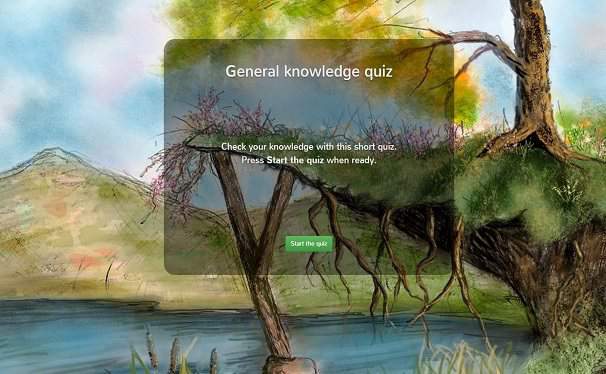 General knowledge quiz
Check your knowledge with this short quiz.
Press Start the quiz when ready.
Start the quiz